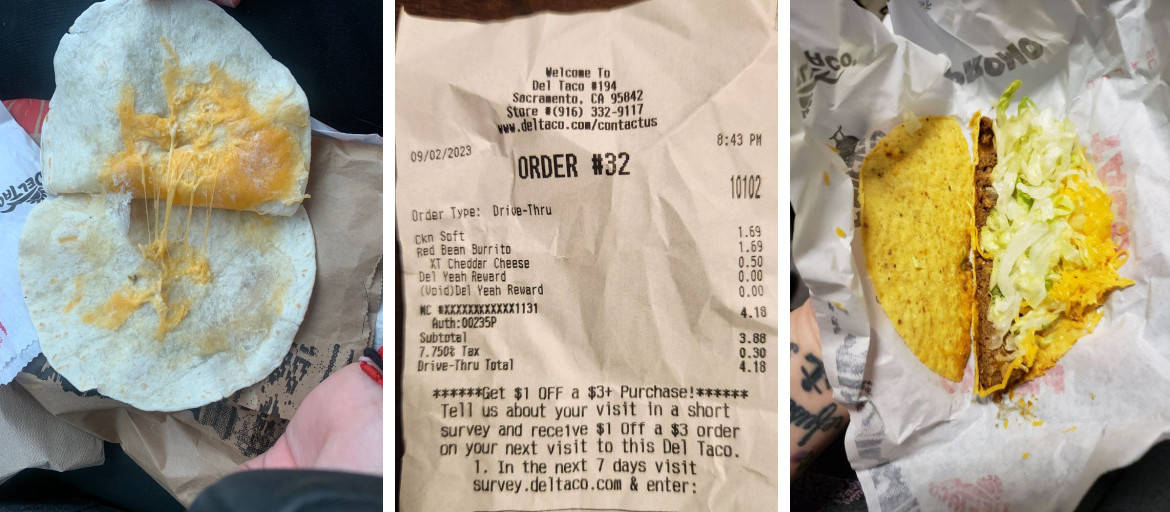 DEL TACO
Welcome To
Del Taco #194
Sacramento, CA 95842
Store #(916) 332-9117
www.deltaco.com/contactus
09/02/2023
8:43 PM
ORDER #32
10102
Order Type: Drive-Thru
Ckn Soft 1.69
Red Bean Burrito 1.69
XT Cheddar Cheese 0.50
Del Yeah Reward 0.00
(Void)Del Yeah Reward 0.00
MC #XXXXXXXXXXXX1131 4.18
Auth:00235P
Subtotal 3.88
7.750% Tax 0.30
Drive-Thru Total 4.18
******Get $1 OFF a $3+ Purchase!******
Tell us about your visit in a short
survey and receive $1 Off a $3 order
on your next visit to this Del Taco.
1. In the next 7 days visit
survey.deltaco.com & enter: